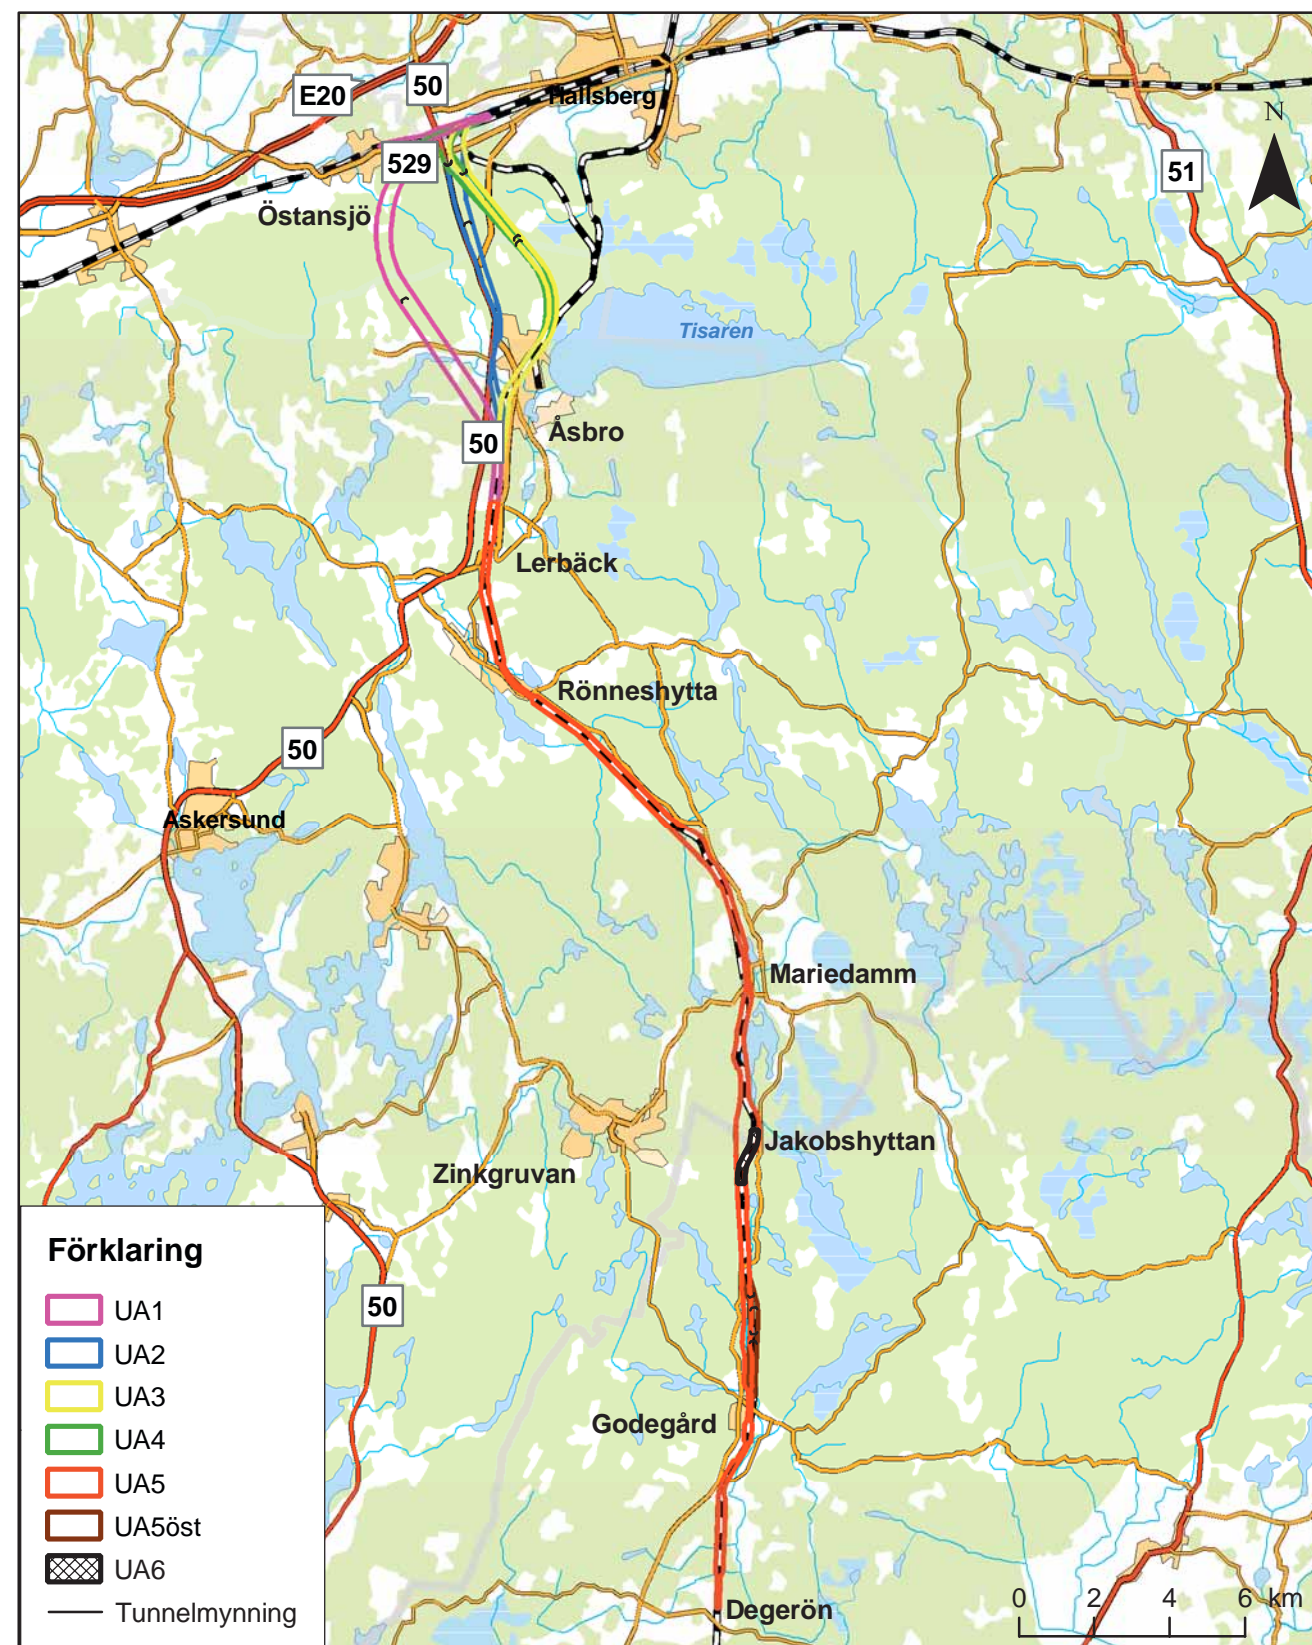 50
E20
Hallsberg
N
529
51
Östansjö
Tisaren
Åsbro
50
Lerbäck
Rönneshytta
50
Askersund
Mariedamm
Jakobshyttan
Zinkgruvan
Förklaring
UA1
50
UA2
UA3
UA4
Godegård
UA5
UA5öst
UA6
Tunnelmynning
Degerön
0 2 4 6 km